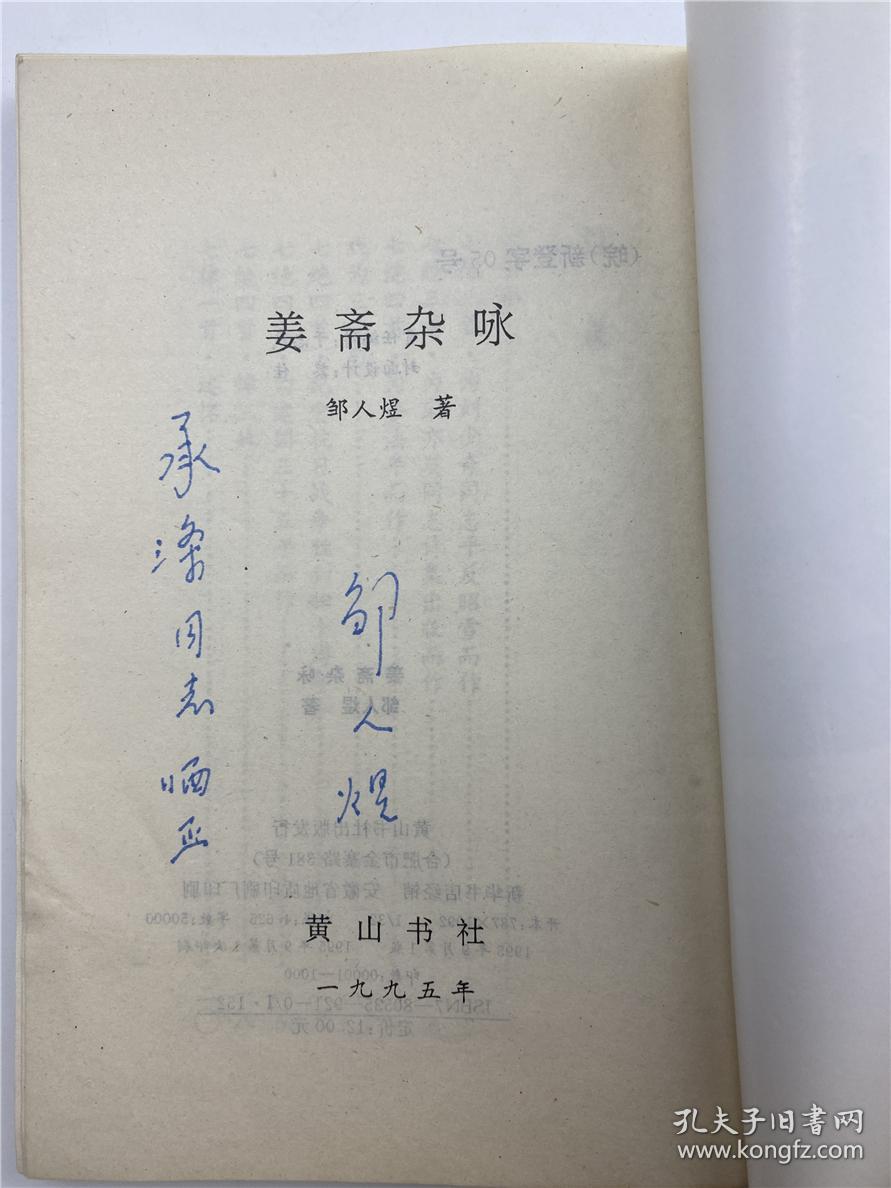 姜斋杂咏
邹人煜 著
承涤同志哂正
邹人煜
黄山书社
一九九五年
孔夫子旧书网
www.kongfz.com